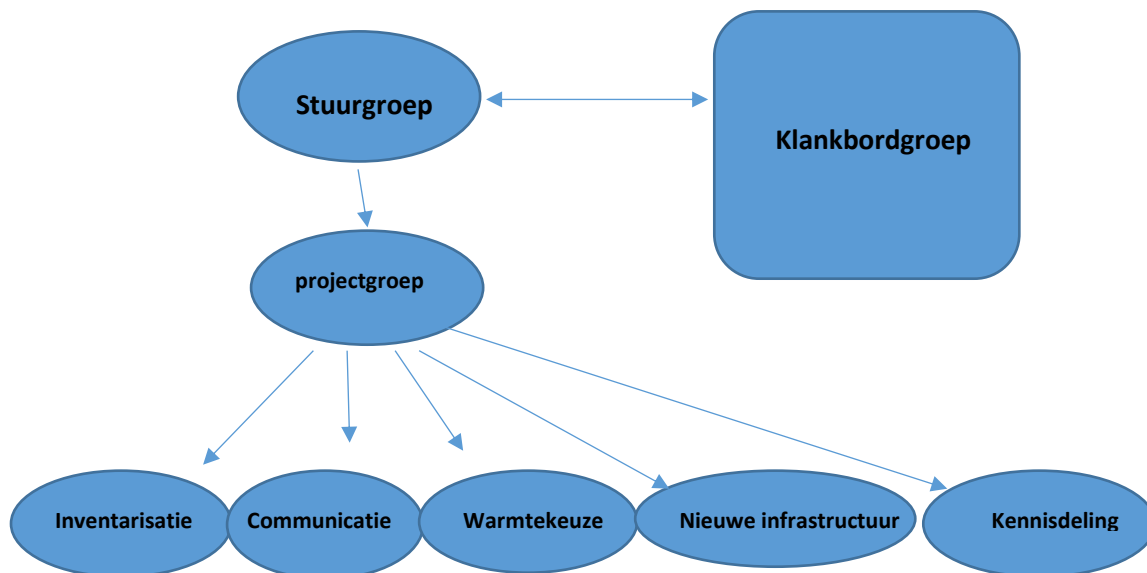 Stuurgroep
Klankbordgroep
projectgroep
Inventarisatie
Communicatie
Warmtekeuze
Nieuwe infrastructuur
Kennisdeling